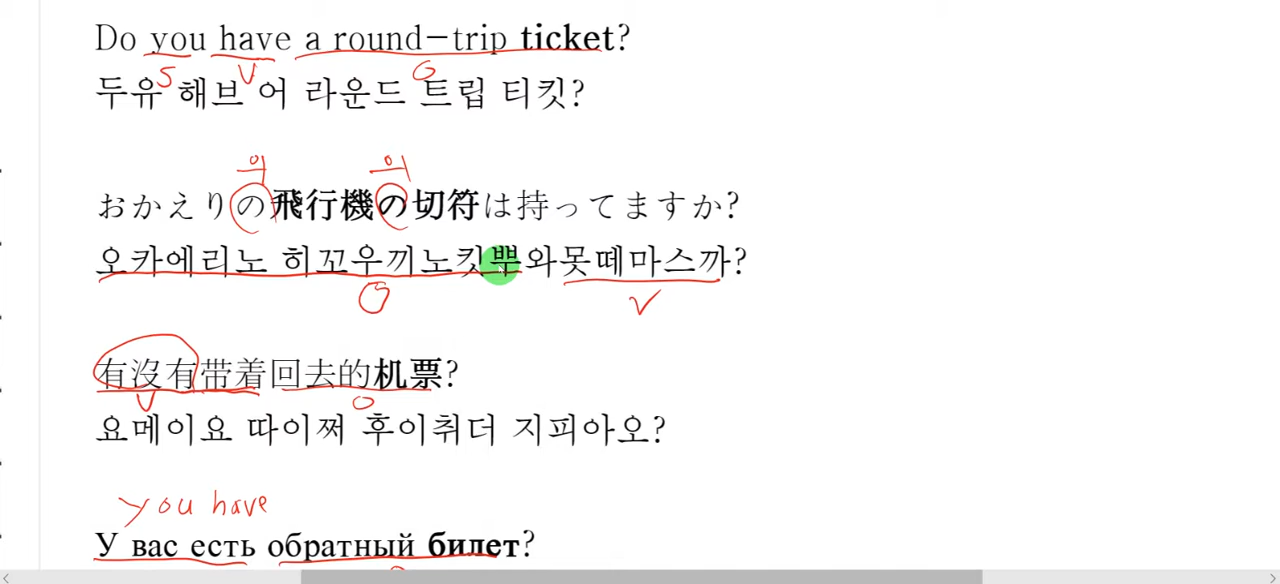 Do you have a round-trip ticket?
S V O
두유 해브 어 라운드 트립 티킷?
의 의
おかえりの飛行機の切符は持ってますか?
오카에리노 히꼬우끼노킷뿌와못떼마스까?
O V
有沒有带着回去的机票?
V O
요메이요 따이쩌 후이취더 지피아오?
you have
У вас есть обратный билет?